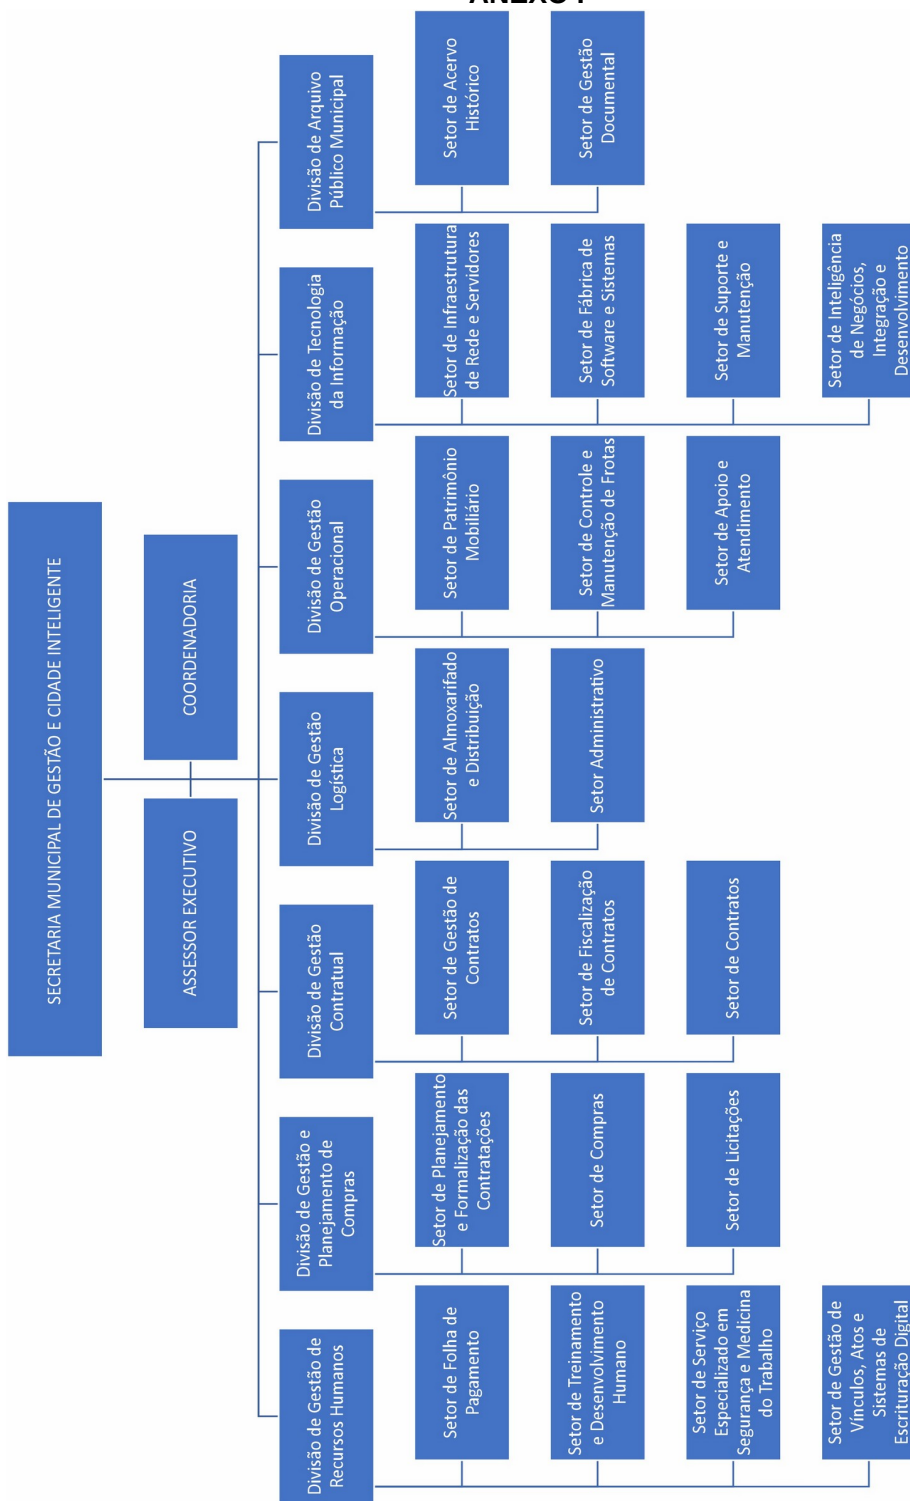 ANEXO I
SECRETARIA MUNICIPAL DE GESTÃO E CIDADE INTELIGENTE
ASSESSOR EXECUTIVO
COORDENADORIA
Divisão de Gestão de
Recursos Humanos
Setor de Folha de
Pagamento
Setor de Treinamento
e Desenvolvimento
Humano
Setor de Serviço
Especializado em
Segurança e Medicina
do Trabalho
Setor de Gestão de
Vínculos, Atos e
Sistemas de
Escrituração Digital
Divisão de Gestão e
Planejamento de
Compras
Setor de Planejamento
e Formalização das
Contratações
Setor de Compras
Setor de Licitações
Divisão de Gestão
Contratual
Setor de Gestão de
Contratos
Setor de Fiscalização
de Contratos
Setor de Contratos
Divisão de Gestão
Logística
Setor de Almoxarifado
e Distribuição
Setor Administrativo
Divisão de Gestão
Operacional
Setor de Patrimônio
Mobiliário
Setor de Controle e
Manutenção de Frotas
Setor de Apoio e
Atendimento
Divisão de Tecnologia
da Informação
Setor de Infraestrutura
de Rede e Servidores
Setor de Fábrica de
Software e Sistemas
Setor de Suporte e
Manutenção
Setor de Inteligência
de Negócios,
Integração e
Desenvolvimento
Divisão de Arquivo
Público Municipal
Setor de Acervo
Histórico
Setor de Gestão
Documental